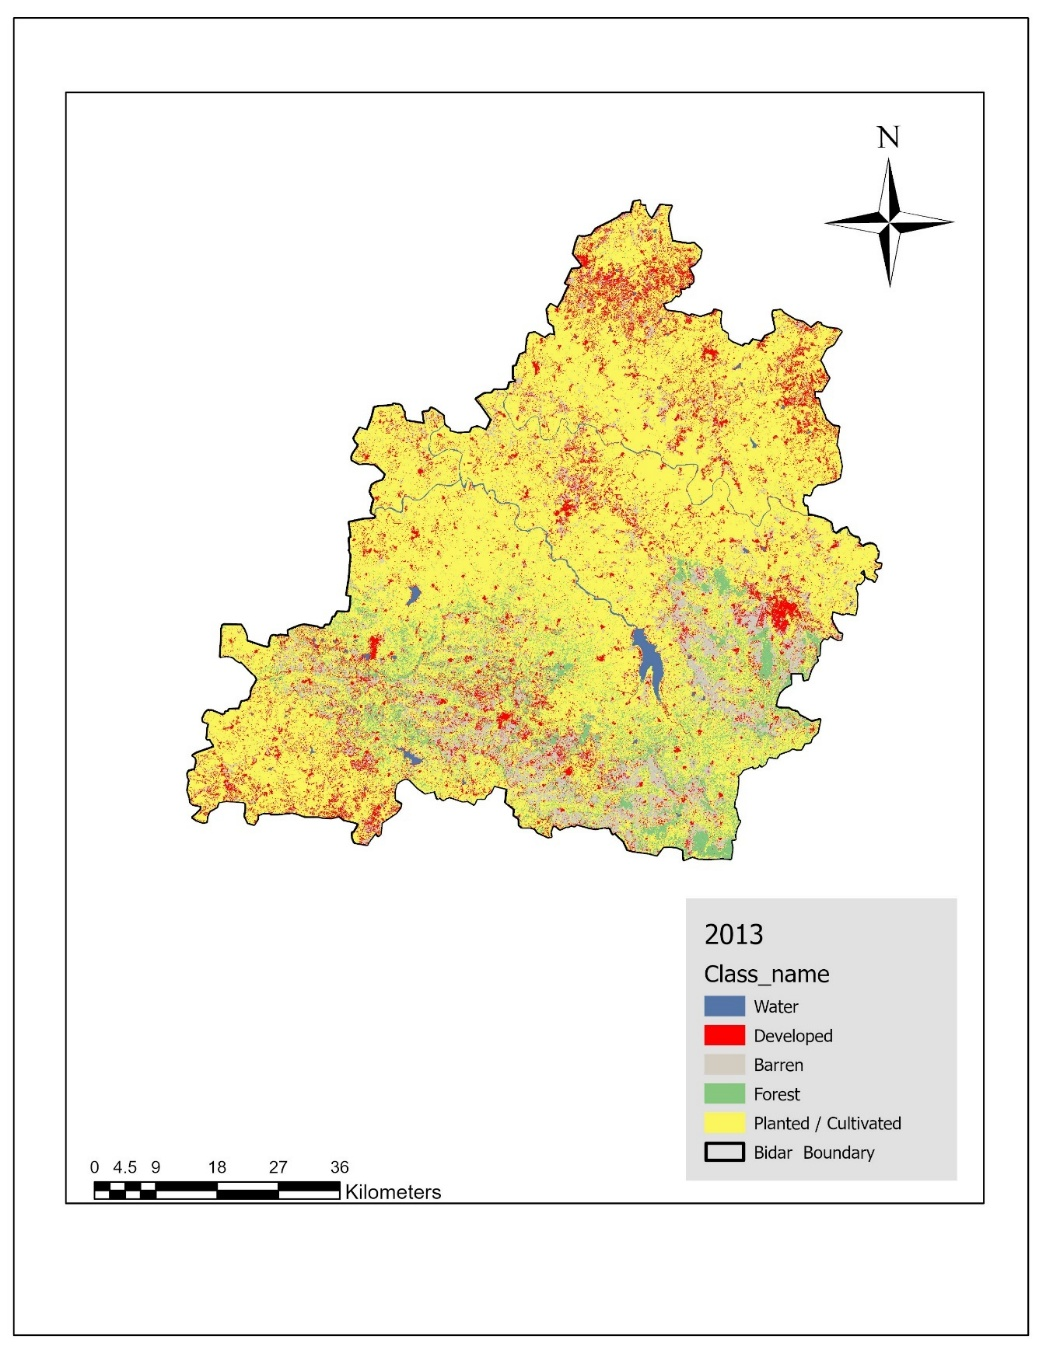 N
2013
Class_name
Water
Developed
Barren
Forest
Planted / Cultivated
Bidar Boundary
0 4.5 9 18 27 36
Kilometers